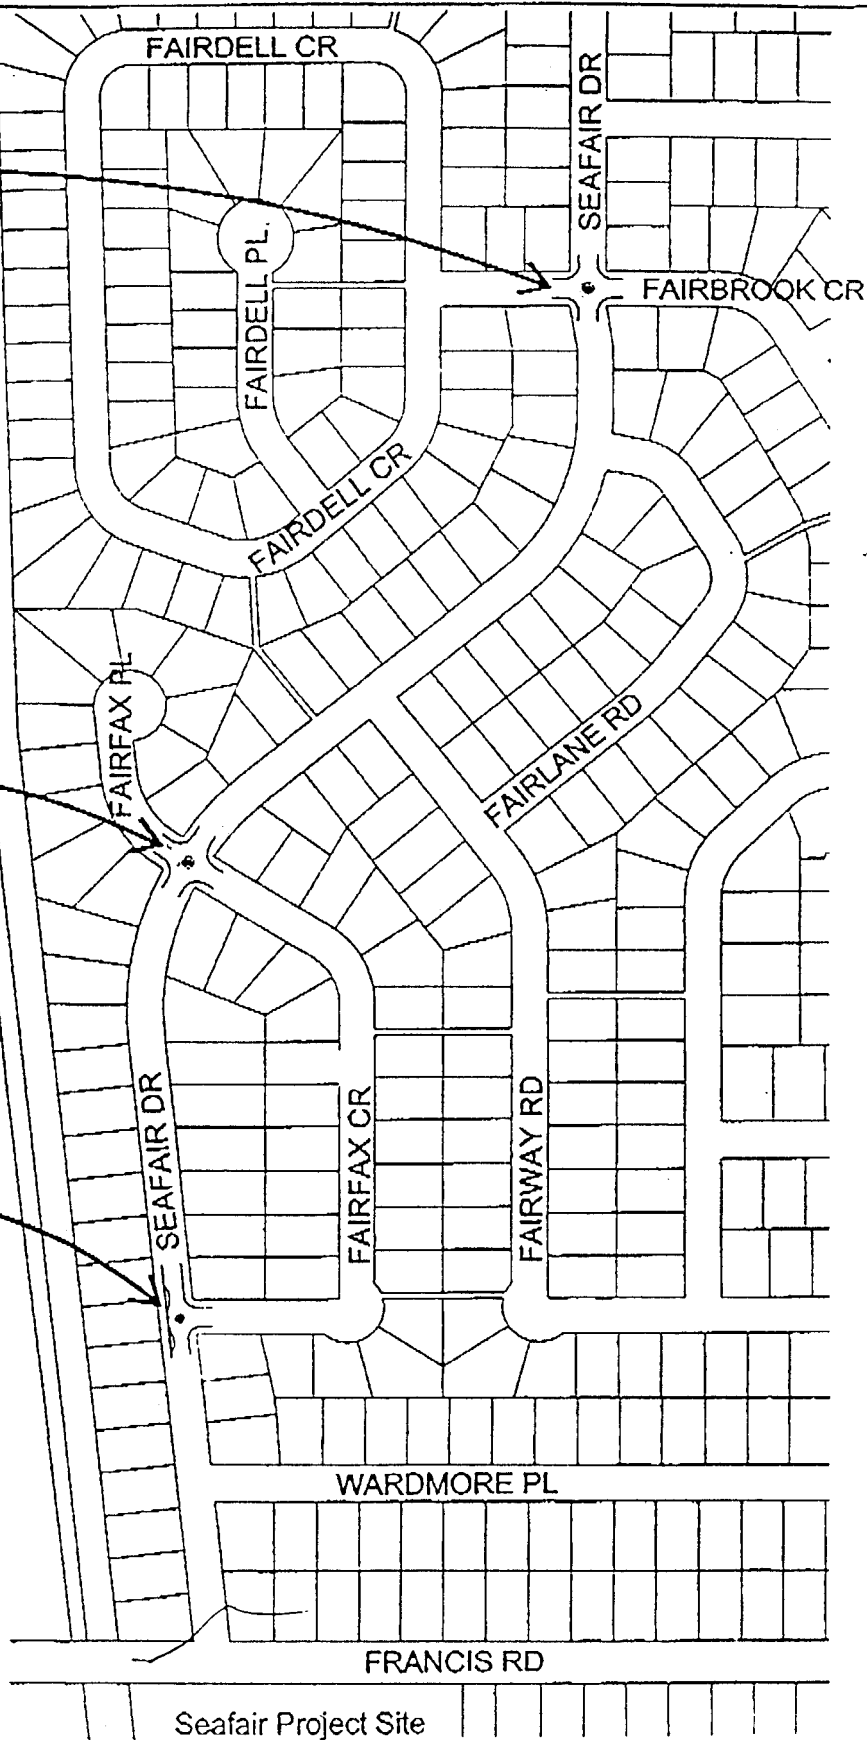 FAIRDELL CR
SEAFAIR DR
FAIRDELL PL.
FAIRBROOK CR
FAIRDELL CR
FAIRFAX PL
FAIRLANE RD
SEAFAIR DR
FAIRFAX CR
FAIRWAY RD
WARDMORE PL
FRANCIS RD
Seafair Project Site